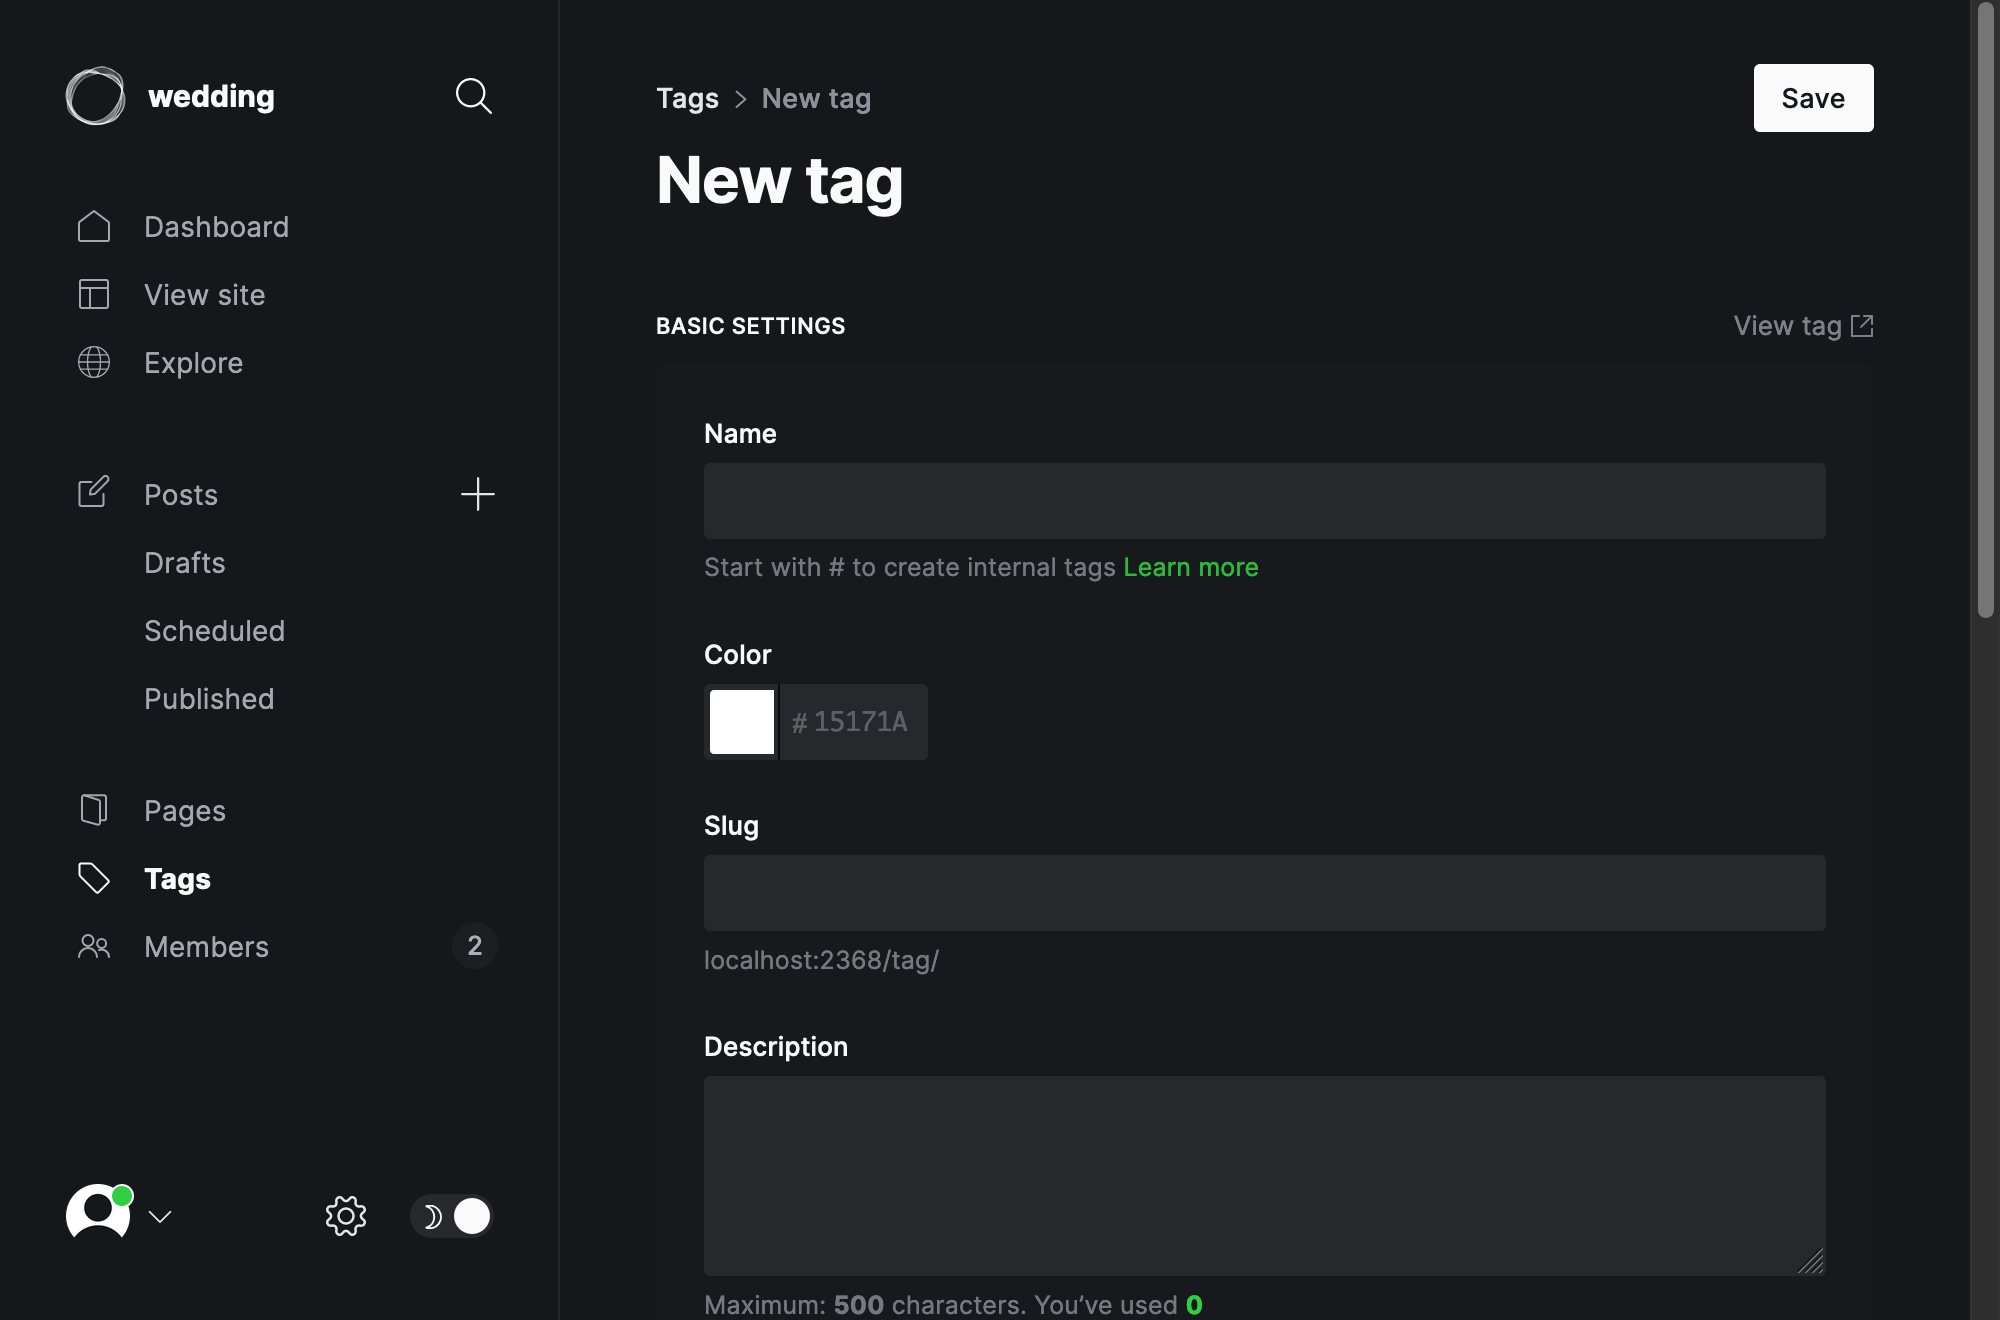 wedding
Dashboard
View site
Explore
Posts
Drafts
Scheduled
Published
Pages
Tags
Members
2
Tags > New tag
Save
New tag
BASIC SETTINGS
View tag
Name
Start with # to create internal tags Learn more
Color
# 15171A
Slug
localhost:2368/tag/
Description
Maximum: 500 characters. You’ve used 0